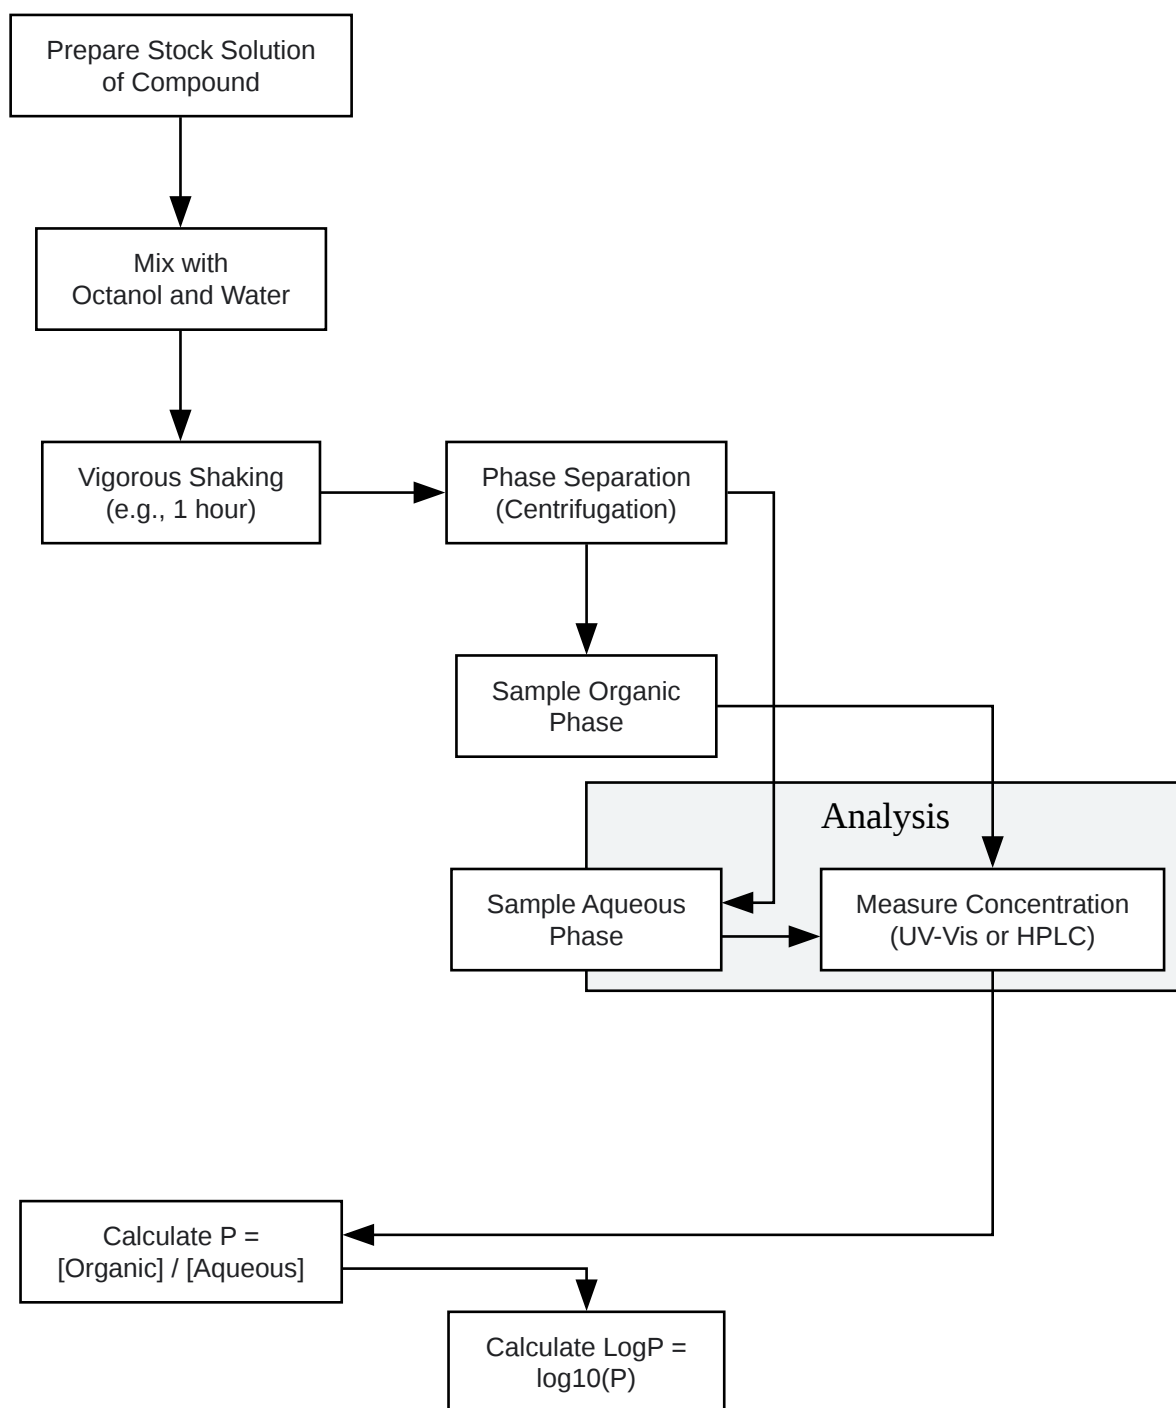 Prepare Stock Solution
of Compound
Mix with
Octanol and Water
Vigorous Shaking
(e.g., 1 hour)
Phase Separation
(Centrifugation)
Sample Organic
Phase
Analysis
Sample Aqueous
Phase
Measure Concentration
(UV-Vis or HPLC)
Calculate P =
[Organic] / [Aqueous]
Calculate LogP =
log10(P)